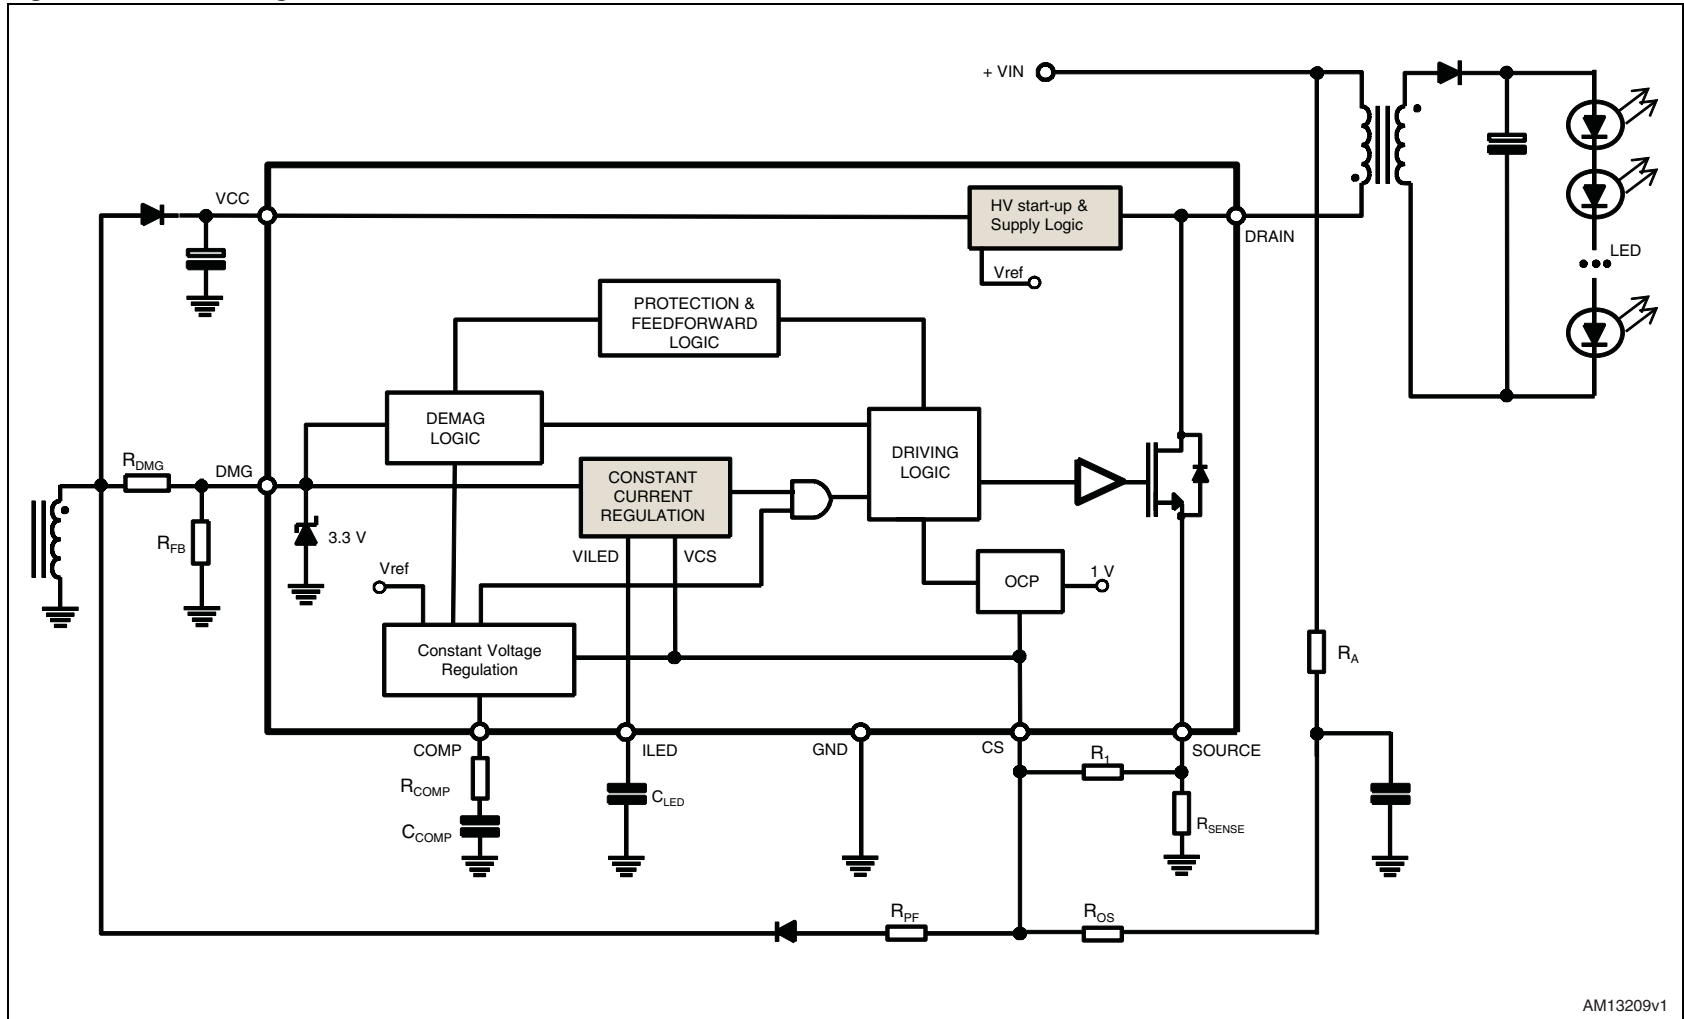 + VIN
VCC
HV start-up &
Supply Logic
DRAIN
LED
Vref
PROTECTION &
FEEDFORWARD
LOGIC
DEMAG
LOGIC
DRIVING
LOGIC
RDMG
DMG
CONSTANT
CURRENT
REGULATION
RFB
3.3 V
VILED
VCS
Vref
OCP
1 V
Constant Voltage
Regulation
RA
COMP
ILED
GND
CS
SOURCE
R1
RCOMP
CLED
RSENSE
CCOMP
RPF
ROS
AM13209v1